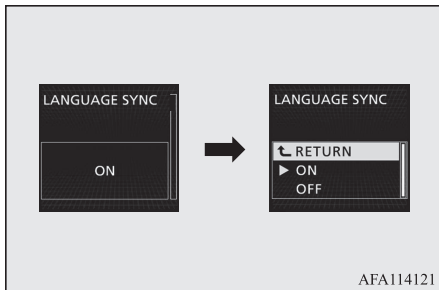 LANGUAGE SYNC
ON
LANGUAGE SYNC
RETURN
ON
OFF
AFA114121